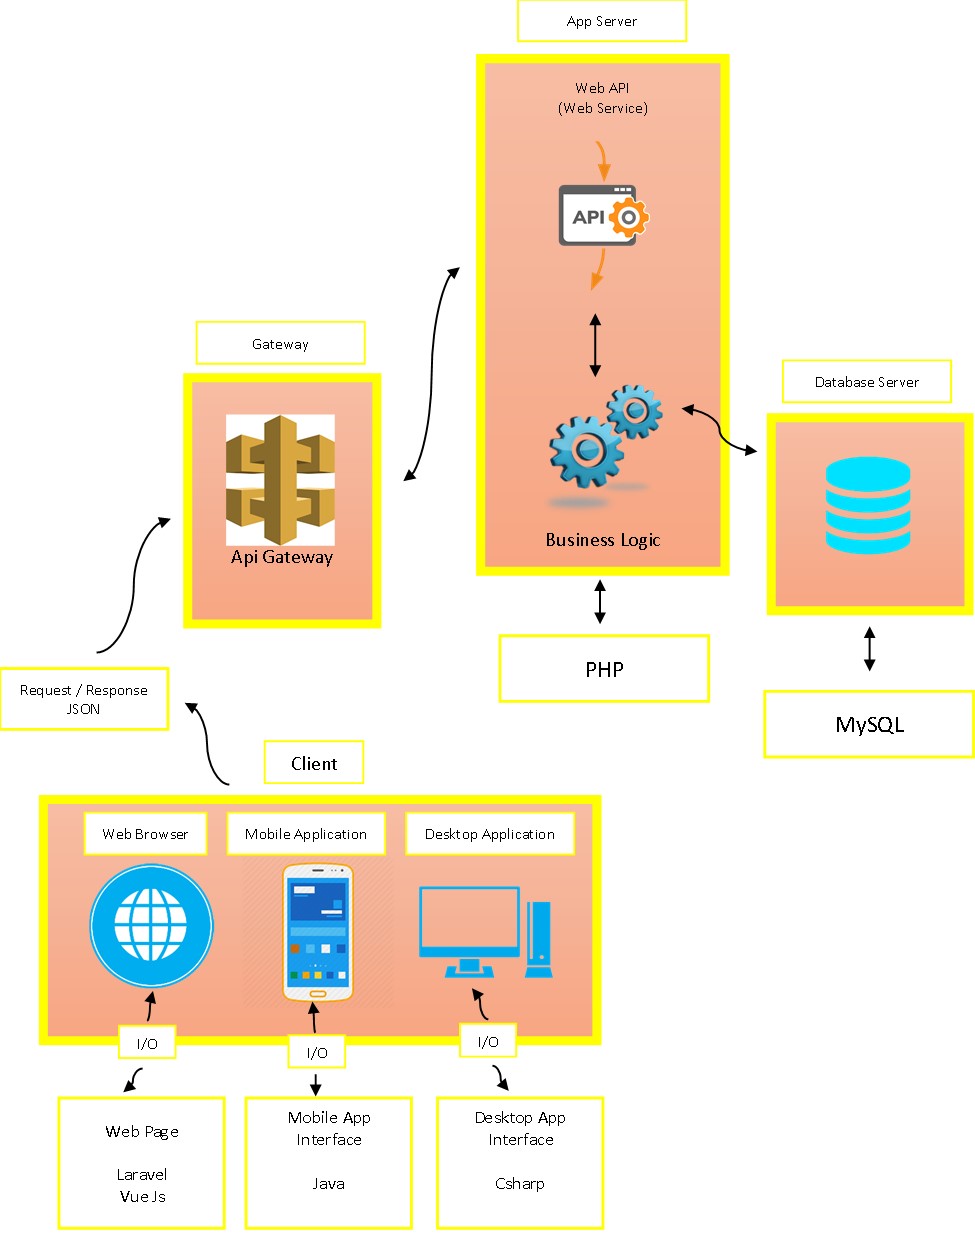 App Server
Web API
(Web Service)
API
Gateway
Api Gateway
Business Logic
Database Server
PHP
MySQL
Request / Response
JSON
Client
Web Browser
Mobile Application
Desktop Application
I/O
I/O
I/O
Web Page
Laravel
Vue Js
Mobile App
Interface
Java
Desktop App
Interface
Csharp